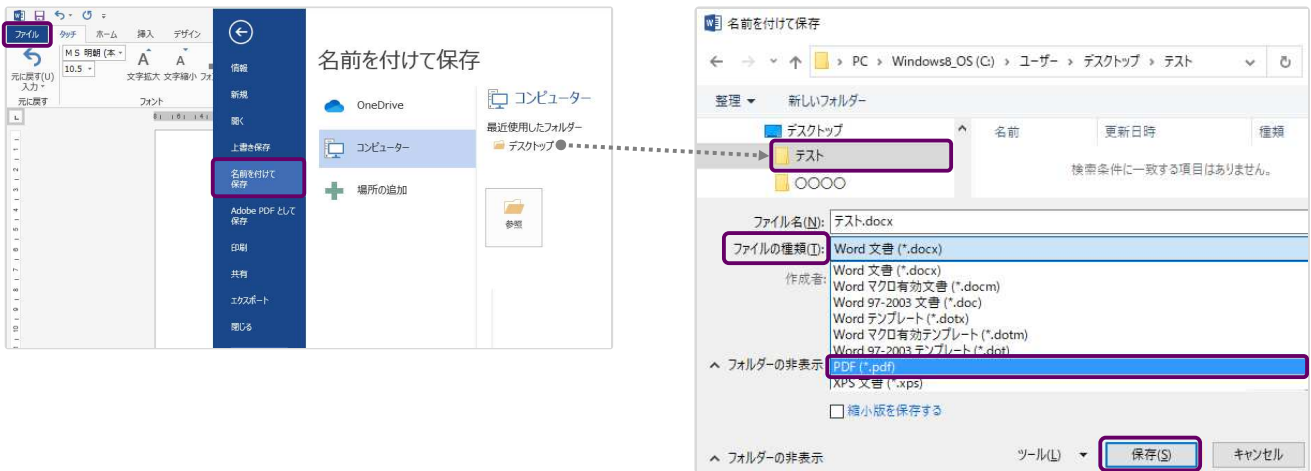 ファイル
タッチ
ホーム
挿入
デザイン
元に戻す(U)
入力
元に戻す
MS 明朝 (本
10.5
A
A
文字拡大 文字縮小 フォ
フォント
情報
新規
開く
上書き保存
名前を付けて
保存
Adobe PDF として
保存
印刷
共有
エクスポート
閉じる
名前を付けて保存
OneDrive
コンピューター
場所の追加
コンピューター
最近使用したフォルダー
デスクトップ
参照
名前を付けて保存
PC › Windows8_OS (C:) › ユーザー › デスクトップ › テスト
整理 ▼ 新しいフォルダー
デスクトップ
テスト
○○○○
名前 更新日時 種類
検索条件に一致する項目はありません。
ファイル名(N): テスト.docx
ファイルの種類(T): Word 文書 (*.docx)
作成者:
Word 文書 (*.docx)
Word マクロ有効文書 (*.docm)
Word 97-2003 文書 (*.doc)
Word テンプレート (*.dotx)
Word マクロ有効テンプレート (*.dotm)
Word 97-2003 テンプレート (*.dot)
PDF (*.pdf)
XPS 文書 (*.xps)
フォルダーの非表示
縮小版を保存する
フォルダーの非表示
ツール(L) ▼ 保存(S) キャンセル